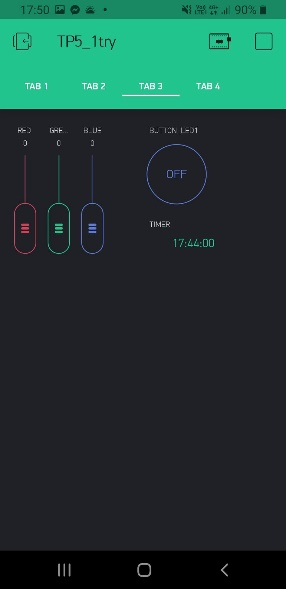 17:50 90%
TP5_1try
TAB 1 TAB 2 TAB 3 TAB 4
RED GRE... BLUE BUTTON LED1
0 0 0
OFF
TIMER
17:44:00